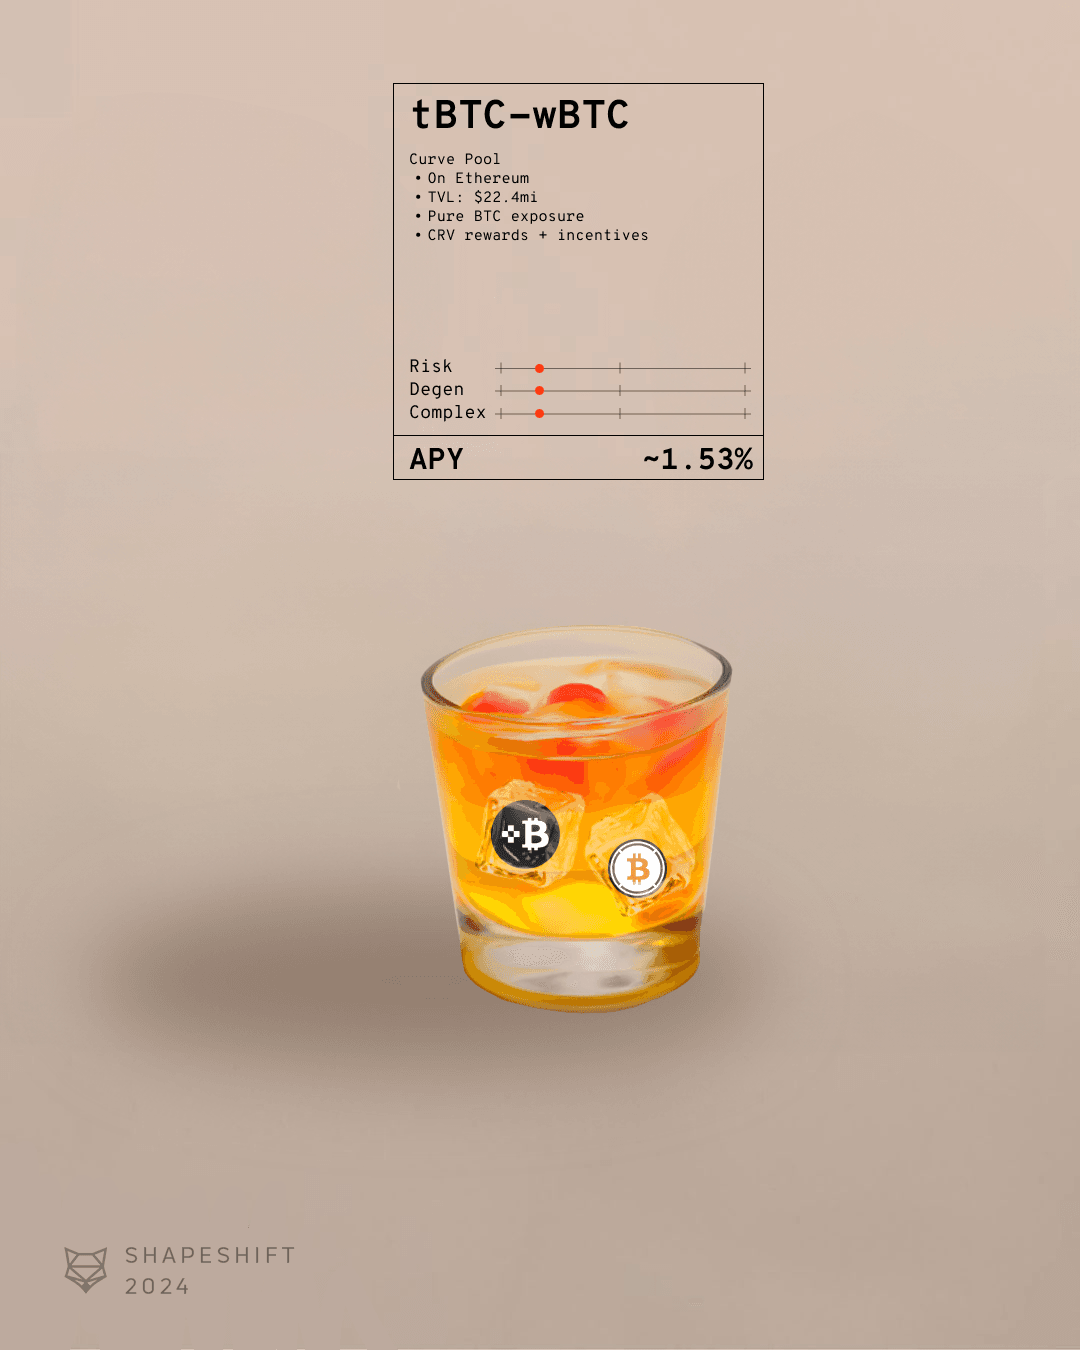 tBTC-wBTC
Curve Pool
• On Ethereum
• TVL: $22.4mi
• Pure BTC exposure
• CRV rewards + incentives
Risk
Degen
Complex
APY ~1.53%
B
B
SHAPESHIFT
2024